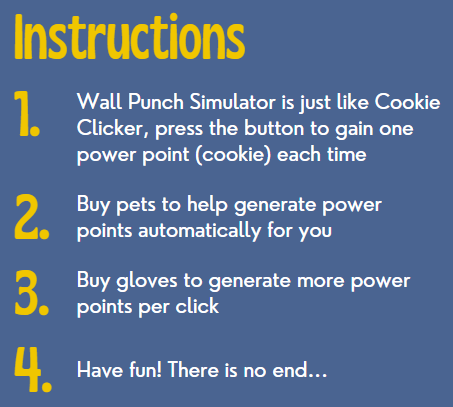 Instructions
1. Wall Punch Simulator is just like Cookie
Clicker, press the button to gain one
power point (cookie) each time
2. Buy pets to help generate power
points automatically for you
3. Buy gloves to generate more power
points per click
4. Have fun! There is no end...